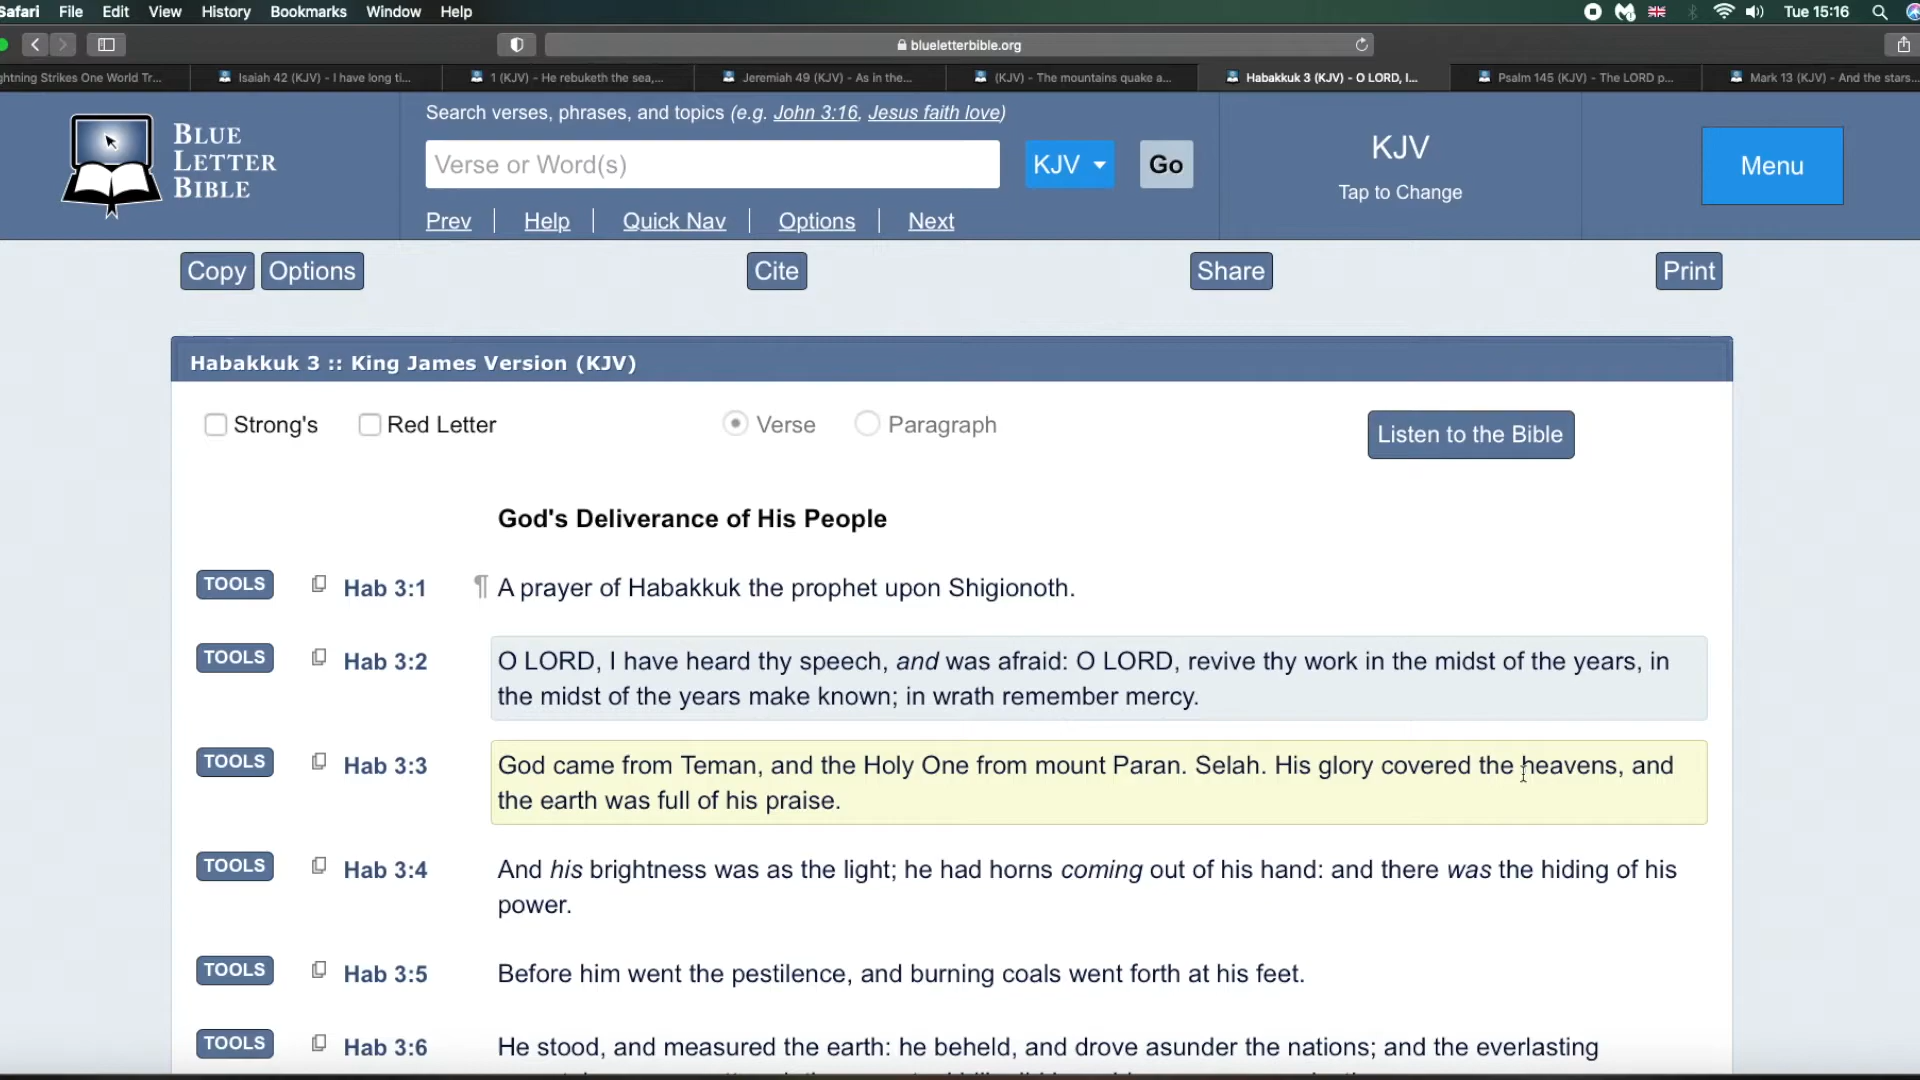 Safari File Edit View History Bookmarks Window Help Tue 15:16
blueletterbible.org
ghtning Strikes One World Tr... Isaiah 42 (KJV) - I have long ti... 1 (KJV) - He rebuketh the sea,... Jeremiah 49 (KJV) - As in the... (KJV) - The mountains quake a... Habakkuk 3 (KJV) - O LORD, I... Psalm 145 (KJV) - The LORD p... Mark 13 (KJV) - And the stars...
BLUE
LETTER
BIBLE
Search verses, phrases, and topics (e.g. John 3:16, Jesus faith love)
Verse or Word(s) KJV Go
Prev Help Quick Nav Options Next
KJV
Tap to Change
Menu
Copy Options Cite Share Print
Habakkuk 3 :: King James Version (KJV)
Strong's Red Letter Verse Paragraph Listen to the Bible
God's Deliverance of His People
TOOLS Hab 3:1 ¶ A prayer of Habakkuk the prophet upon Shigionoth.
TOOLS Hab 3:2 O LORD, I have heard thy speech, and was afraid: O LORD, revive thy work in the midst of the years, in
the midst of the years make known; in wrath remember mercy.
TOOLS Hab 3:3 God came from Teman, and the Holy One from mount Paran. Selah. His glory covered the heavens, and
the earth was full of his praise.
TOOLS Hab 3:4 And his brightness was as the light; he had horns coming out of his hand: and there was the hiding of his
power.
TOOLS Hab 3:5 Before him went the pestilence, and burning coals went forth at his feet.
TOOLS Hab 3:6 He stood, and measured the earth: he beheld, and drove asunder the nations; and the everlasting